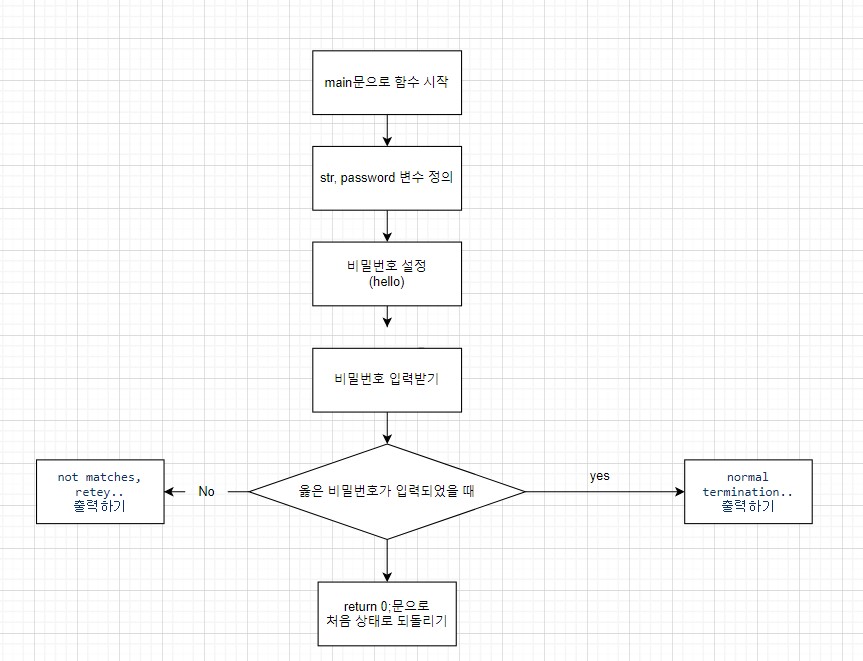 main문으로 함수 시작
str, password 변수 정의
비밀번호 설정
(hello)
비밀번호 입력받기
not matches,
retey..
출력하기
No
옳은 비밀번호가 입력되었을 때
yes
normal
termination..
출력하기
return 0;문으로
처음 상태로 되돌리기